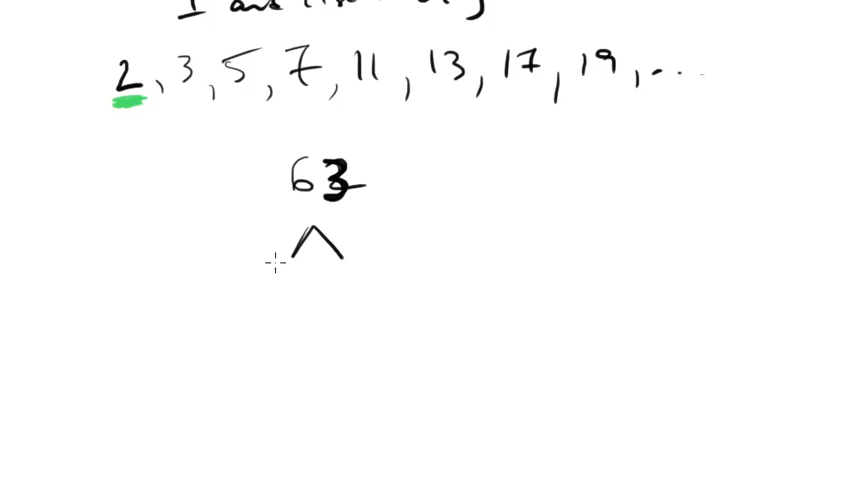 2, 3, 5, 7, 11, 13, 17, 19, ...
63